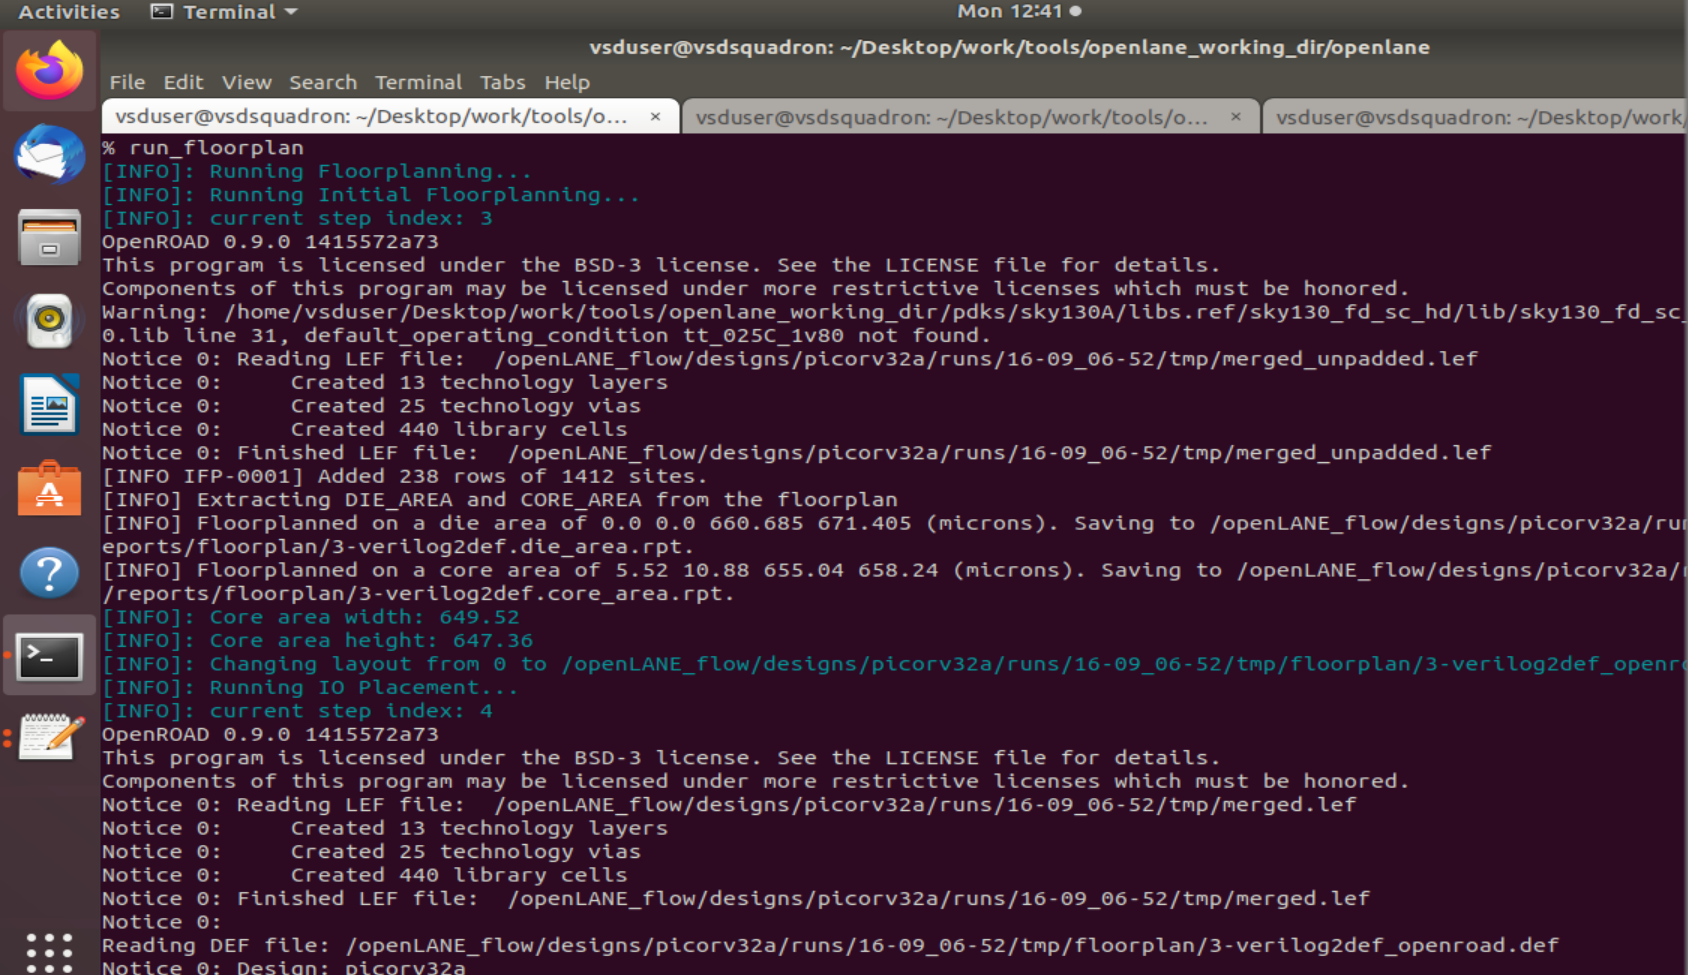 Activities Terminal Mon 12:41
vsduser@vsdsquadron: ~/Desktop/work/tools/openlane_working_dir/openlane
File Edit View Search Terminal Tabs Help
vsduser@vsdsquadron: ~/Desktop/work/tools/o... × vsduser@vsdsquadron: ~/Desktop/work/tools/o... × vsduser@vsdsquadron: ~/Desktop/work/
% run_floorplan
[INFO]: Running Floorplanning...
[INFO]: Running Initial Floorplanning...
[INFO]: current step index: 3
OpenROAD 0.9.0 1415572a73
This program is licensed under the BSD-3 license. See the LICENSE file for details.
Components of this program may be licensed under more restrictive licenses which must be honored.
Warning: /home/vsduser/Desktop/work/tools/openlane_working_dir/pdks/sky130A/libs.ref/sky130_fd_sc_hd/lib/sky130_fd_sc_
0.lib line 31, default_operating_condition tt_025C_1v80 not found.
Notice 0: Reading LEF file:  /openLANE_flow/designs/picorv32a/runs/16-09_06-52/tmp/merged_unpadded.lef
Notice 0:     Created 13 technology layers
Notice 0:     Created 25 technology vias
Notice 0:     Created 440 library cells
Notice 0: Finished LEF file:  /openLANE_flow/designs/picorv32a/runs/16-09_06-52/tmp/merged_unpadded.lef
[INFO IFP-0001] Added 238 rows of 1412 sites.
[INFO] Extracting DIE_AREA and CORE_AREA from the floorplan
[INFO] Floorplanned on a die area of 0.0 0.0 660.685 671.405 (microns). Saving to /openLANE_flow/designs/picorv32a/ru
eports/floorplan/3-verilog2def.die_area.rpt.
[INFO] Floorplanned on a core area of 5.52 10.88 655.04 658.24 (microns). Saving to /openLANE_flow/designs/picorv32a/
/reports/floorplan/3-verilog2def.core_area.rpt.
[INFO]: Core area width: 649.52
[INFO]: Core area height: 647.36
[INFO]: Changing layout from 0 to /openLANE_flow/designs/picorv32a/runs/16-09_06-52/tmp/floorplan/3-verilog2def_openr
[INFO]: Running IO Placement...
[INFO]: current step index: 4
OpenROAD 0.9.0 1415572a73
This program is licensed under the BSD-3 license. See the LICENSE file for details.
Components of this program may be licensed under more restrictive licenses which must be honored.
Notice 0: Reading LEF file:  /openLANE_flow/designs/picorv32a/runs/16-09_06-52/tmp/merged.lef
Notice 0:     Created 13 technology layers
Notice 0:     Created 25 technology vias
Notice 0:     Created 440 library cells
Notice 0: Finished LEF file:  /openLANE_flow/designs/picorv32a/runs/16-09_06-52/tmp/merged.lef
Notice 0:
Reading DEF file: /openLANE_flow/designs/picorv32a/runs/16-09_06-52/tmp/floorplan/3-verilog2def_openroad.def
Notice 0: Design: picorv32a